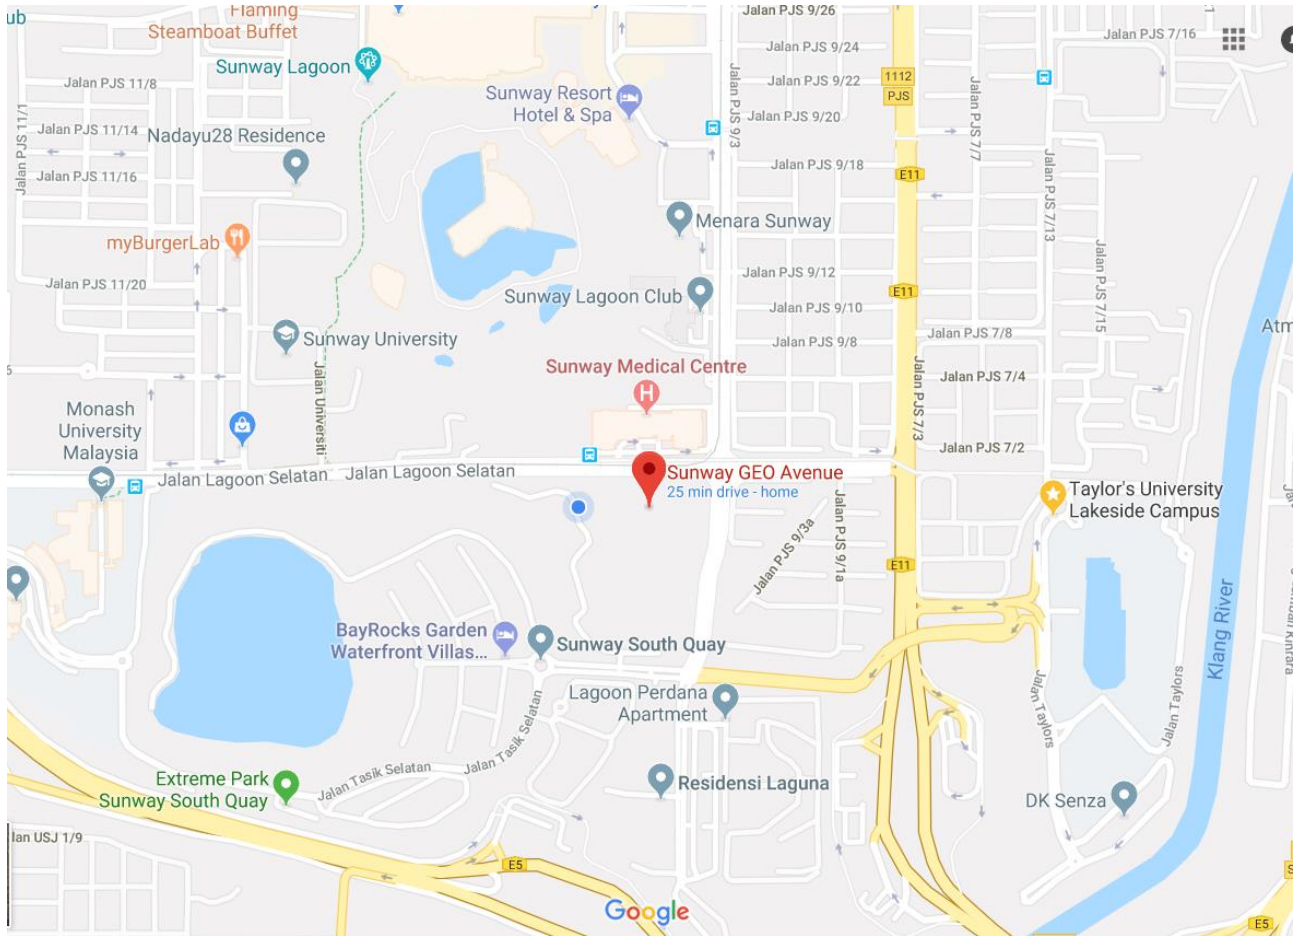 ub
Flaming
Steamboat Buffet
Jalan PJS 9/26
Jalan PJS 7/16
Jalan PJS 9/24
Sunway Lagoon
Jalan PJS 11/8
Jalan PJS 9/22
1112
PJS
Sunway Resort
Hotel & Spa
Jalan PJS 9/3
Jalan PJS 9/20
Jalan PJS 11/1
Jalan PJS 11/14
Nadayu28 Residence
Jalan PJS 7/7
Jalan PJS 9/18
E11
Jalan PJS 11/16
Jalan PJS 7/13
Menara Sunway
myBurgerLab
Jalan PJS 9/12
Jalan PJS 11/20
E11
Sunway Lagoon Club
Jalan PJS 9/10
Jalan PJS 7/15
Atm
Jalan PJS 7/8
Sunway University
Jalan PJS 9/8
Sunway Medical Centre
H
Jalan PJS 7/4
Jalan Universiti
Jalan PJS 7/3
Monash
University
Malaysia
Jalan PJS 7/2
Jalan Lagoon Selatan
Jalan Lagoon Selatan
Sunway GEO Avenue
25 min drive - home
Taylor's University
Lakeside Campus
Jalan PJS 9/3a
Jalan PJS 9/1a
E11
Klang River
BayRocks Garden
Waterfront Villas...
Sunway South Quay
Lagoon Perdana
Apartment
Jalan Taylors
Jalan Taylors
Jalan Tasik Selatan
Jalan Tasik Selatan
Extreme Park
Sunway South Quay
Residensi Laguna
DK Senza
lan USJ 1/9
E5
Google
E5